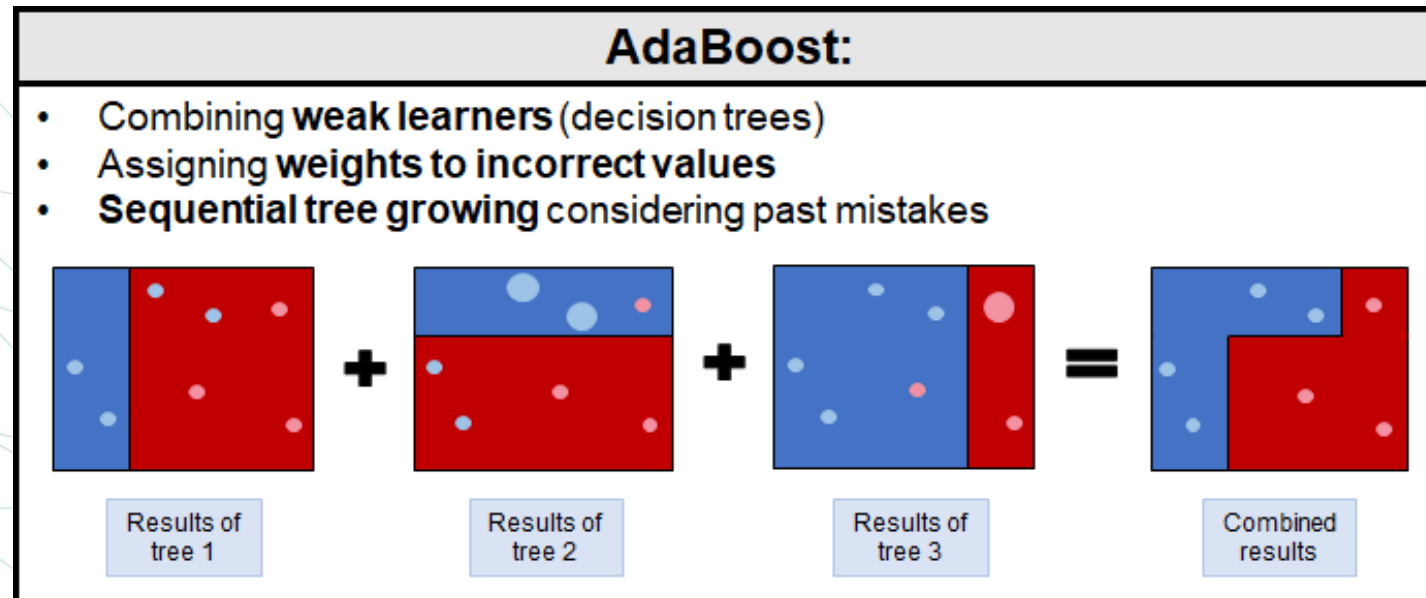 AdaBoost:
• Combining weak learners (decision trees)
• Assigning weights to incorrect values
• Sequential tree growing considering past mistakes
Results of
tree 1
Results of
tree 2
Results of
tree 3
Combined
results